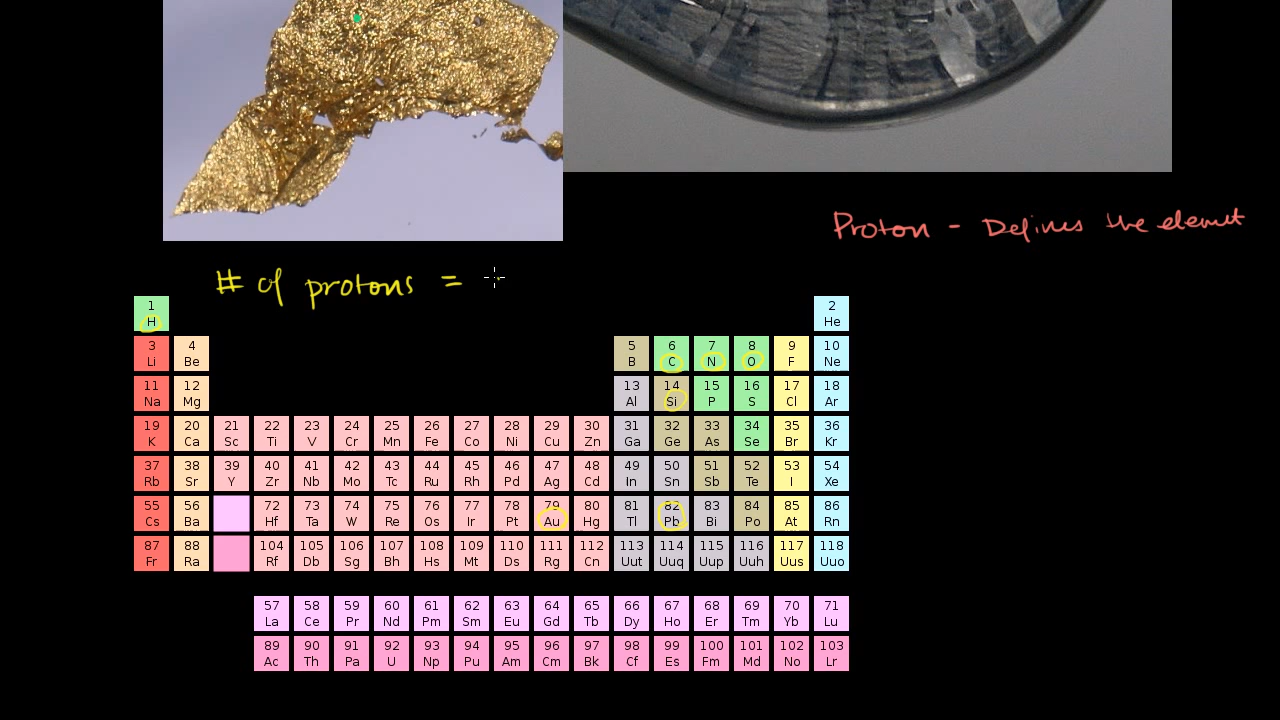 Proton - Defines the element
# of protons =
1 2
H He
3 4 5 6 7 8 9 10
Li Be B C N O F Ne
11 12 13 14 15 16 17 18
Na Mg Al Si P S Cl Ar
19 20 21 22 23 24 25 26 27 28 29 30 31 32 33 34 35 36
K Ca Sc Ti V Cr Mn Fe Co Ni Cu Zn Ga Ge As Se Br Kr
37 38 39 40 41 42 43 44 45 46 47 48 49 50 51 52 53 54
Rb Sr Y Zr Nb Mo Tc Ru Rh Pd Ag Cd In Sn Sb Te I Xe
55 56 72 73 74 75 76 77 78 79 80 81 82 83 84 85 86
Cs Ba Hf Ta W Re Os Ir Pt Au Hg Tl Pb Bi Po At Rn
87 88 104 105 106 107 108 109 110 111 112 113 114 115 116 117 118
Fr Ra Rf Db Sg Bh Hs Mt Ds Rg Cn Uut Uuq Uup Uuh Uus Uuo
57 58 59 60 61 62 63 64 65 66 67 68 69 70 71
La Ce Pr Nd Pm Sm Eu Gd Tb Dy Ho Er Tm Yb Lu
89 90 91 92 93 94 95 96 97 98 99 100 101 102 103
Ac Th Pa U Np Pu Am Cm Bk Cf Es Fm Md No Lr